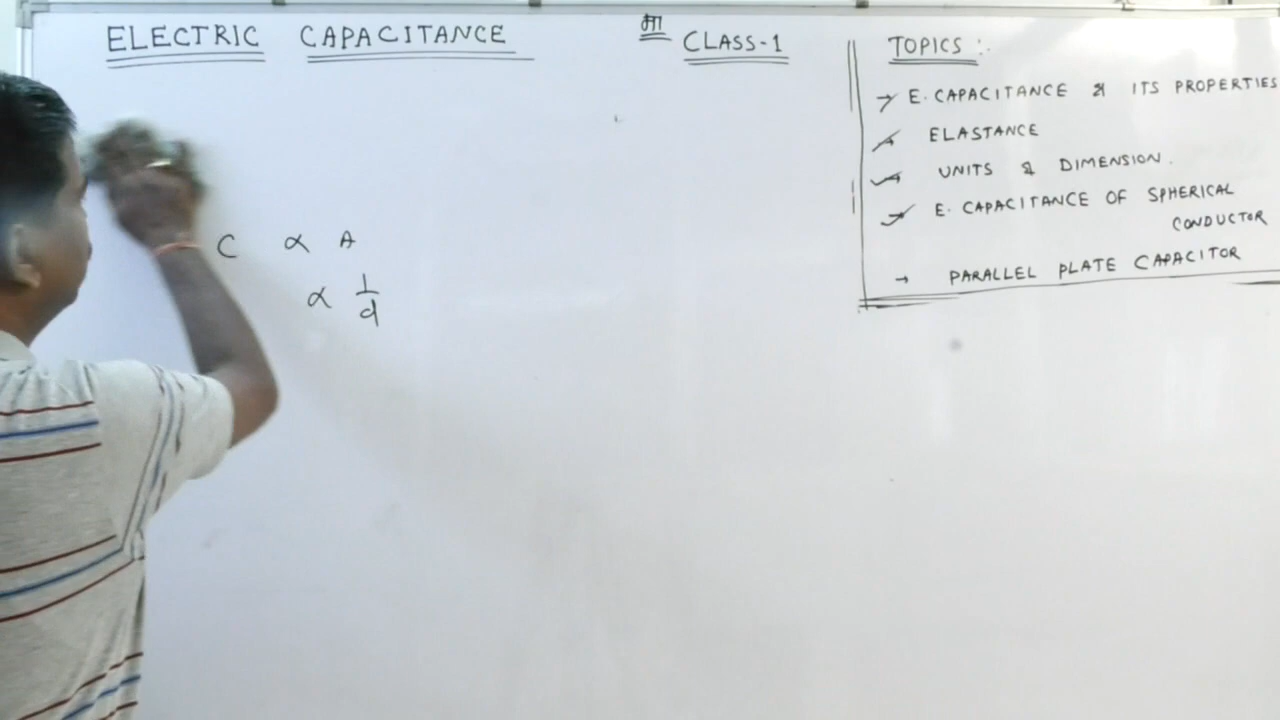 ELECTRIC CAPACITANCE
माँ
CLASS-1
C ∝ A
∝ 1/d
TOPICS :.
→ E. CAPACITANCE & ITS PROPERTIES
→ ELASTANCE
→ UNITS & DIMENSION.
→ E. CAPACITANCE OF SPHERICAL
CONDUCTOR
→ PARALLEL PLATE CAPACITOR